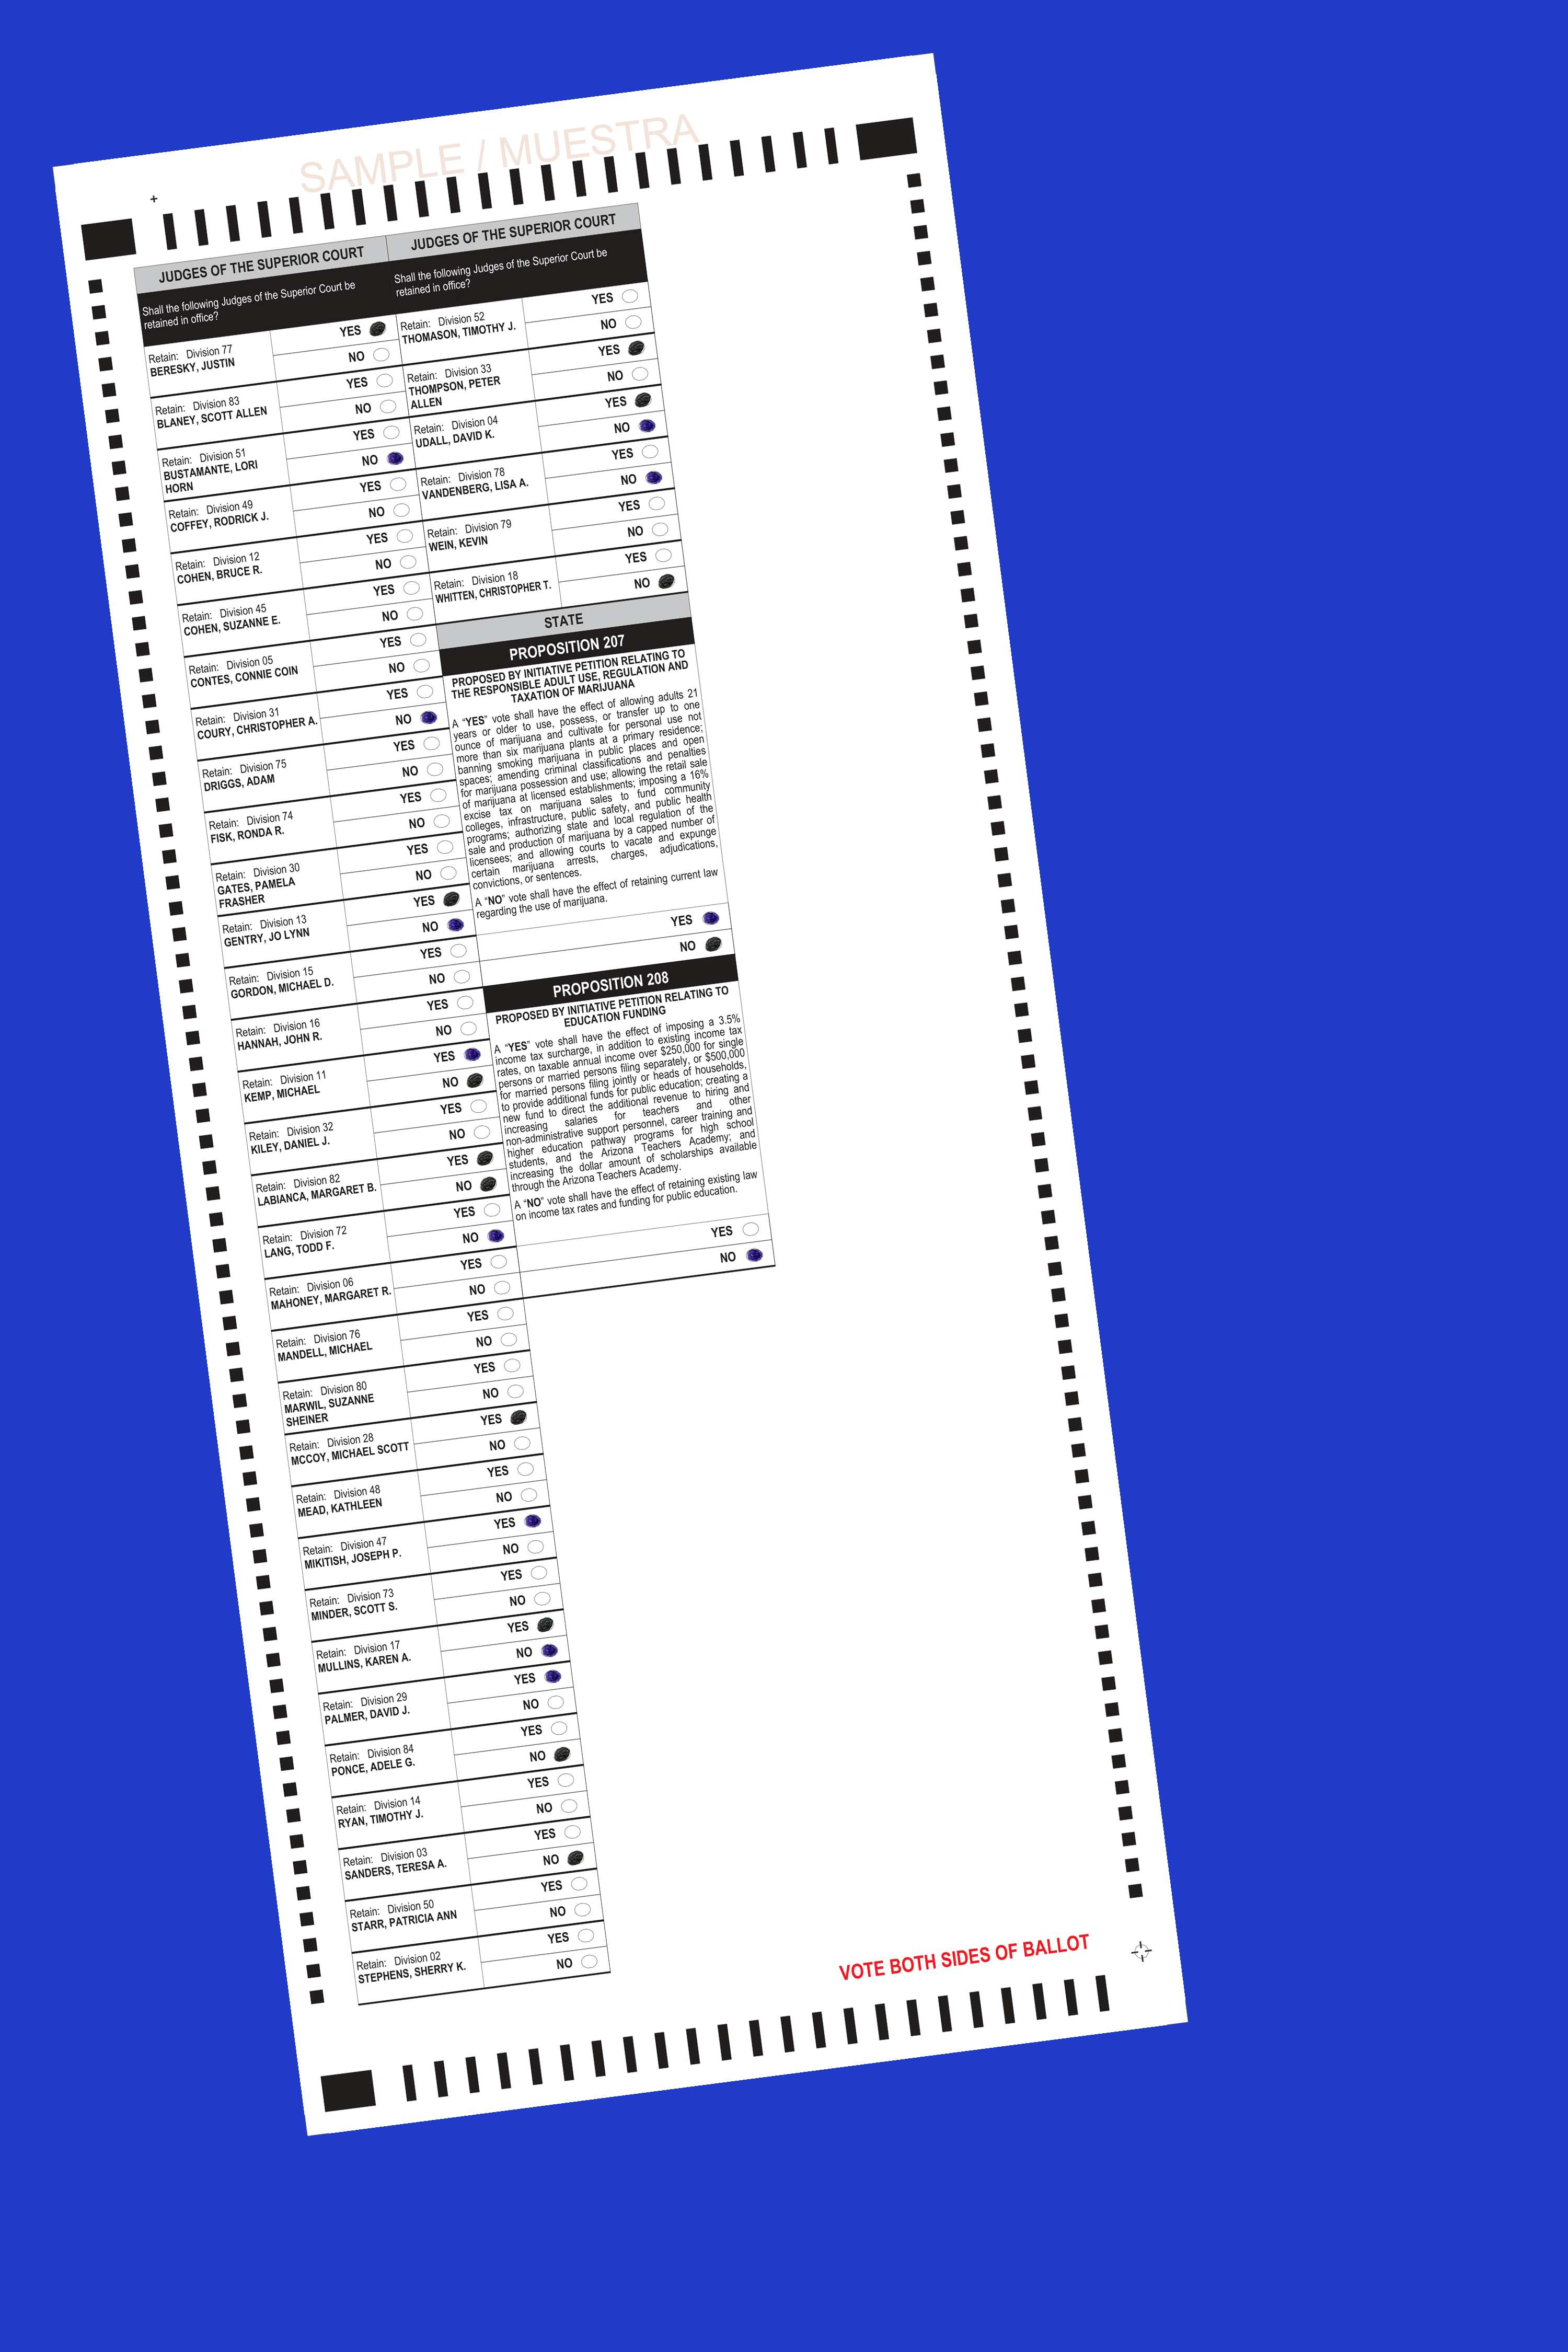 SAMPLE / MUESTRA
JUDGES OF THE SUPERIOR COURT
Shall the following Judges of the Superior Court be
retained in office?
Retain: Division 77
BERESKY, JUSTIN
YES
NO
Retain: Division 83
BLANEY, SCOTT ALLEN
YES
NO
Retain: Division 51
BUSTAMANTE, LORI
HORN
YES
NO
Retain: Division 49
COFFEY, RODRICK J.
YES
NO
Retain: Division 12
COHEN, BRUCE R.
YES
NO
Retain: Division 45
COHEN, SUZANNE E.
YES
NO
Retain: Division 05
CONTES, CONNIE COIN
YES
NO
Retain: Division 31
COURY, CHRISTOPHER A.
YES
NO
Retain: Division 75
DRIGGS, ADAM
YES
NO
Retain: Division 74
FISK, RONDA R.
YES
NO
Retain: Division 30
GATES, PAMELA
FRASHER
YES
NO
Retain: Division 13
GENTRY, JO LYNN
YES
NO
Retain: Division 15
GORDON, MICHAEL D.
YES
NO
Retain: Division 16
HANNAH, JOHN R.
YES
NO
Retain: Division 11
KEMP, MICHAEL
YES
NO
Retain: Division 32
KILEY, DANIEL J.
YES
NO
Retain: Division 82
LABIANCA, MARGARET B.
YES
NO
Retain: Division 72
LANG, TODD F.
YES
NO
Retain: Division 06
MAHONEY, MARGARET R.
YES
NO
Retain: Division 76
MANDELL, MICHAEL
YES
NO
Retain: Division 80
MARWIL, SUZANNE
SHEINER
YES
NO
Retain: Division 28
MCCOY, MICHAEL SCOTT
YES
NO
Retain: Division 48
MEAD, KATHLEEN
YES
NO
Retain: Division 47
MIKITISH, JOSEPH P.
YES
NO
Retain: Division 73
MINDER, SCOTT S.
YES
NO
Retain: Division 17
MULLINS, KAREN A.
YES
NO
Retain: Division 29
PALMER, DAVID J.
YES
NO
Retain: Division 84
PONCE, ADELE G.
YES
NO
Retain: Division 14
RYAN, TIMOTHY J.
YES
NO
Retain: Division 03
SANDERS, TERESA A.
YES
NO
Retain: Division 50
STARR, PATRICIA ANN
YES
NO
Retain: Division 02
STEPHENS, SHERRY K.
YES
NO
JUDGES OF THE SUPERIOR COURT
Shall the following Judges of the Superior Court be
retained in office?
Retain: Division 52
THOMASON, TIMOTHY J.
YES
NO
Retain: Division 33
THOMPSON, PETER
ALLEN
YES
NO
Retain: Division 04
UDALL, DAVID K.
YES
NO
Retain: Division 78
VANDENBERG, LISA A.
YES
NO
Retain: Division 79
WEIN, KEVIN
YES
NO
Retain: Division 18
WHITTEN, CHRISTOPHER T.
YES
NO
STATE
PROPOSITION 207
PROPOSED BY INITIATIVE PETITION RELATING TO
THE RESPONSIBLE ADULT USE, REGULATION AND
TAXATION OF MARIJUANA
A “YES” vote shall have the effect of allowing adults 21
years or older to use, possess, or transfer up to one
ounce of marijuana and cultivate for personal use not
more than six marijuana plants at a primary residence;
banning smoking marijuana in public places and open
spaces; amending criminal classifications and penalties
for marijuana possession and use; allowing the retail sale
of marijuana at licensed establishments; imposing a 16%
excise tax on marijuana sales to fund community
colleges, infrastructure, public safety, and public health
programs; authorizing state and local regulation of the
sale and production of marijuana by a capped number of
licensees; and allowing courts to vacate and expunge
certain marijuana arrests, charges, adjudications,
convictions, or sentences.
A “NO” vote shall have the effect of retaining current law
regarding the use of marijuana.
YES
NO
PROPOSITION 208
PROPOSED BY INITIATIVE PETITION RELATING TO
EDUCATION FUNDING
A “YES” vote shall have the effect of imposing a 3.5%
income tax surcharge, in addition to existing income tax
rates, on taxable annual income over $250,000 for single
persons or married persons filing separately, or $500,000
for married persons filing jointly or heads of households,
to provide additional funds for public education; creating a
new fund to direct the additional revenue to hiring and
increasing salaries for teachers and other
non-administrative support personnel, career training and
higher education pathway programs for high school
students, and the Arizona Teachers Academy; and
increasing the dollar amount of scholarships available
through the Arizona Teachers Academy.
A “NO” vote shall have the effect of retaining existing law
on income tax rates and funding for public education.
YES
NO
VOTE BOTH SIDES OF BALLOT